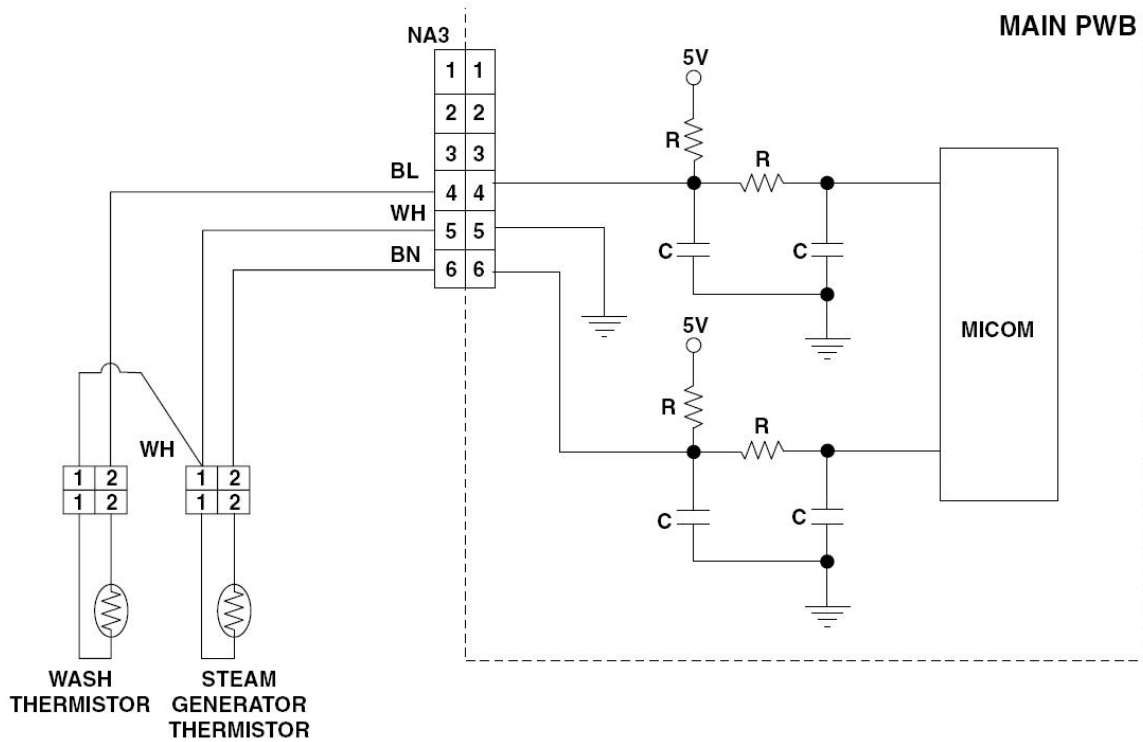 MAIN PWB
NA3
5V
1 1
2 2
R
R
3 3
BL
4 4
WH
5 5
C
C
BN
6 6
5V
MICOM
R
R
WH
1 2
1 2
1 2
1 2
C
C
WASH
THERMISTOR
STEAM
GENERATOR
THERMISTOR